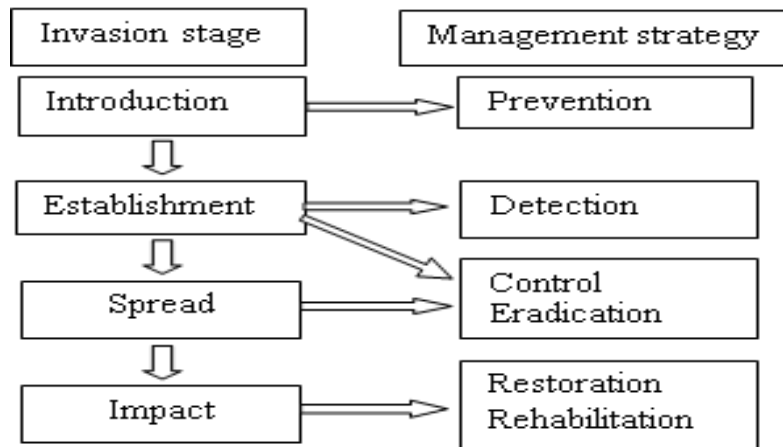 Invasion stage
Management strategy
Introduction
Prevention
Establishment
Detection
Spread
Control
Eradication
Impact
Restoration
Rehabilitation